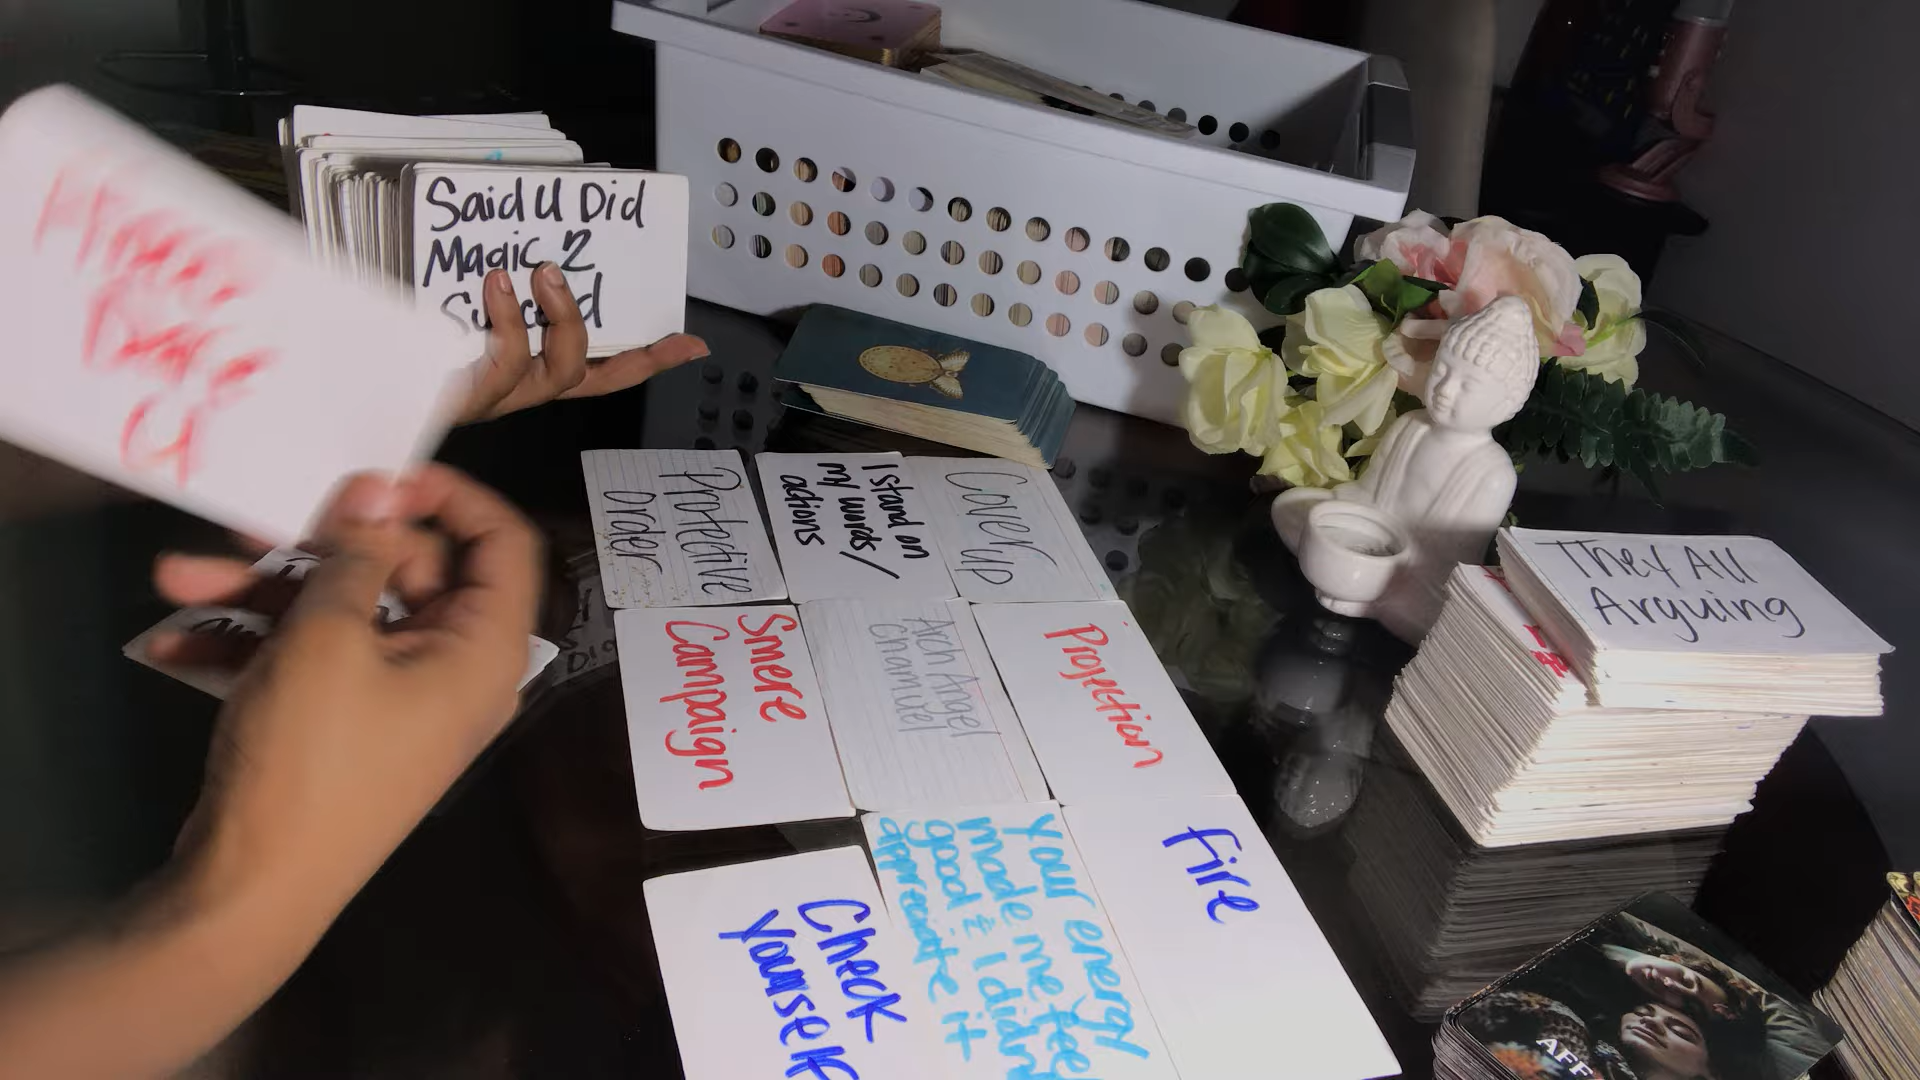 Said U Did
Magic 2
Protective
Order
I stand on
my words/
actions
Cover
up
Smere
Campaign
Arch Angel
Chamuel
Projection
They All
Arguing
fire
Your energy
made me feel
good & I didn
appreciate it
Check
Yourself
AFF